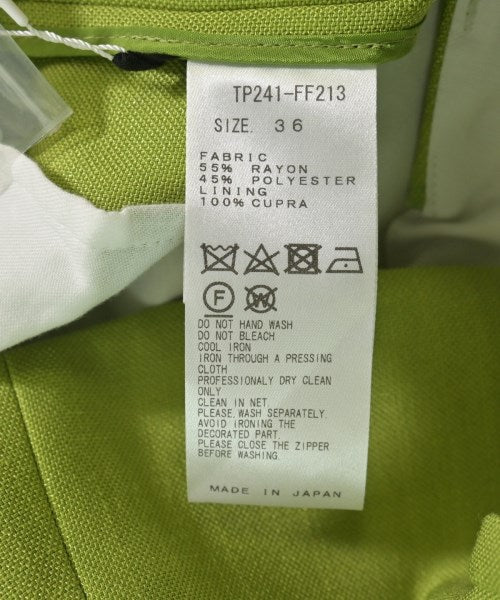 TP241-FF213
SIZE. 36
FABRIC
55% RAYON
45% POLYESTER
LINING
100% CUPRA
F W
DO NOT HAND WASH
DO NOT BLEACH
COOL IRON
IRON THROUGH A PRESSING
CLOTH
PROFESSIONALY DRY CLEAN
ONLY
CLEAN IN NET.
PLEASE WASH SEPARATELY.
AVOID IRONING THE
DECORATED PART.
PLEASE CLOSE THE ZIPPER
BEFORE WASHING.
MADE IN JAPAN